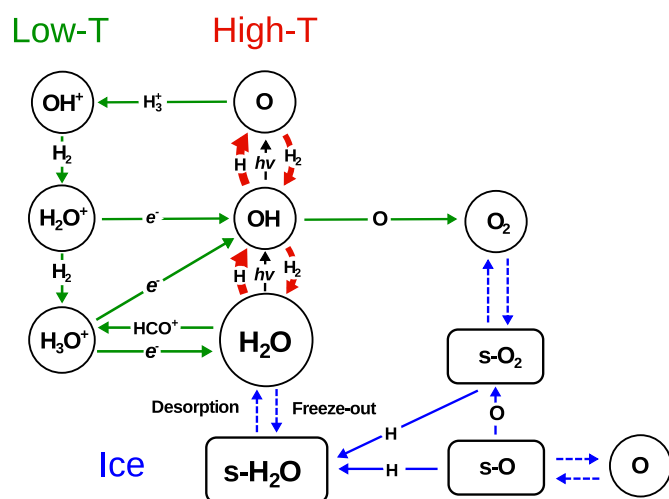 Low-T High-T
OH⁺ H₃⁺ O
H₂ H hν H₂
H₂O⁺ e⁻ OH O O₂
H₂ e⁻ H hν H₂
H₃O⁺ HCO⁺ H₂O s-O₂
e⁻
Desorption Freeze-out O
H
Ice s-H₂O H s-O O